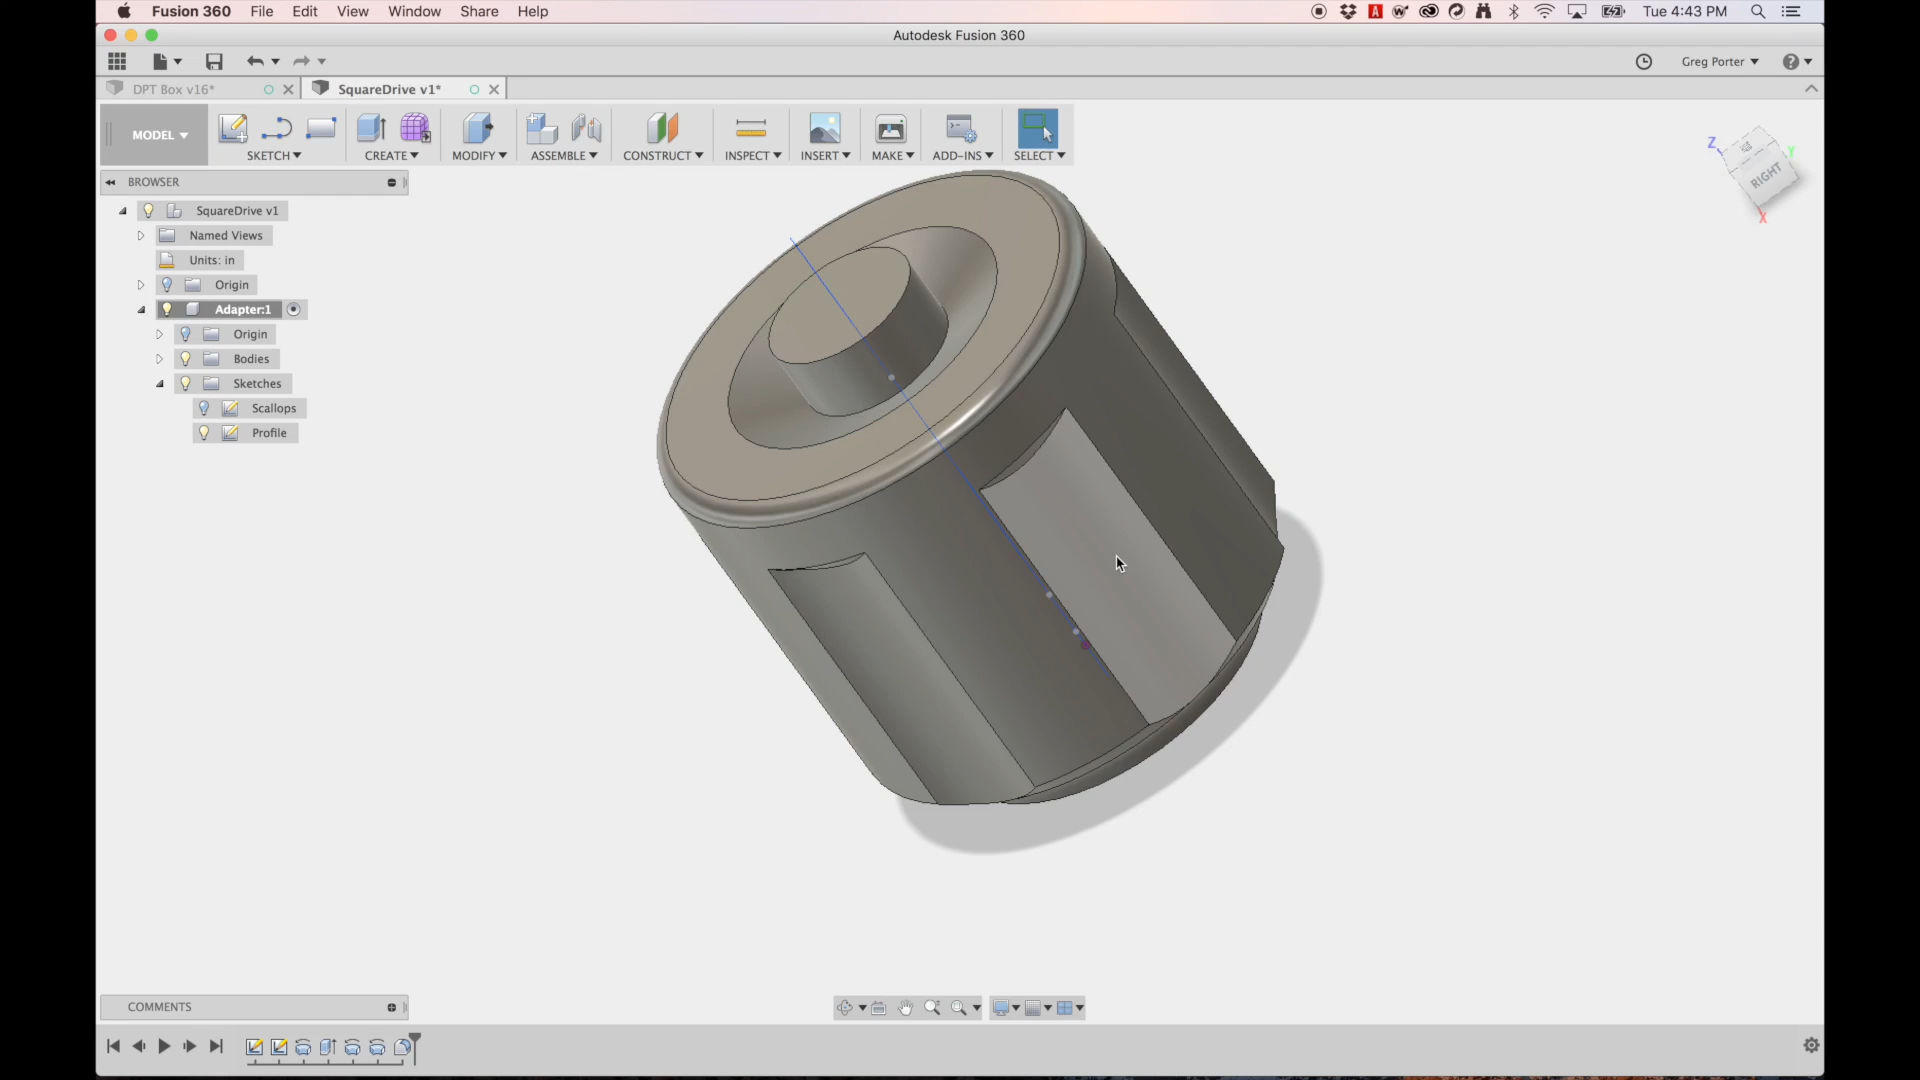 Fusion 360 File Edit View Window Share Help Tue 4:43 PM
Autodesk Fusion 360
Greg Porter
DPT Box v16* SquareDrive v1*
MODEL SKETCH CREATE MODIFY ASSEMBLE CONSTRUCT INSPECT INSERT MAKE ADD-INS SELECT
Z Y
RIGHT
X
BROWSER
SquareDrive v1
Named Views
Units: in
Origin
Adapter:1
Origin
Bodies
Sketches
Scallops
Profile
COMMENTS